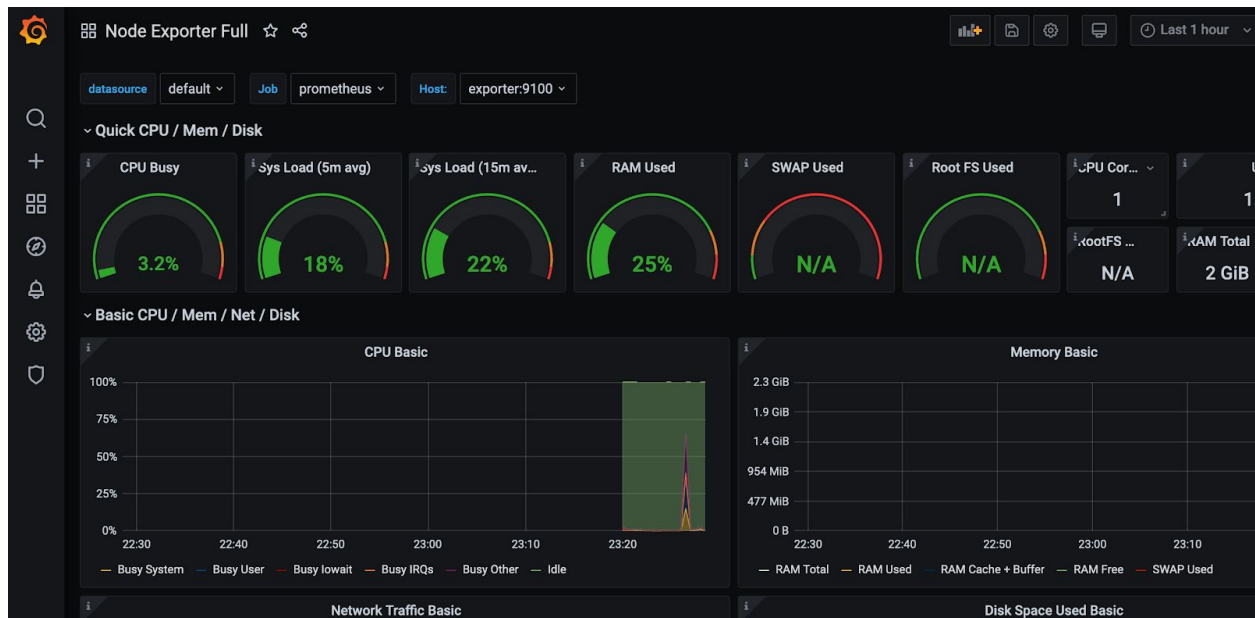 Node Exporter Full
Last 1 hour
datasource default Job prometheus Host: exporter:9100
Quick CPU / Mem / Disk
CPU Busy
3.2%
Sys Load (5m avg)
18%
Sys Load (15m av...
22%
RAM Used
25%
SWAP Used
N/A
Root FS Used
N/A
CPU Cor...
1
RootFS ...
N/A
1
RAM Total
2 GiB
Basic CPU / Mem / Net / Disk
CPU Basic
100%
75%
50%
25%
0%
22:30 22:40 22:50 23:00 23:10 23:20
Busy System Busy User Busy Iowait Busy IRQs Busy Other Idle
Memory Basic
2.3 GiB
1.9 GiB
1.4 GiB
954 MiB
477 MiB
0 B
22:30 22:40 22:50 23:00 23:10
RAM Total RAM Used RAM Cache + Buffer RAM Free SWAP Used
Network Traffic Basic
Disk Space Used Basic